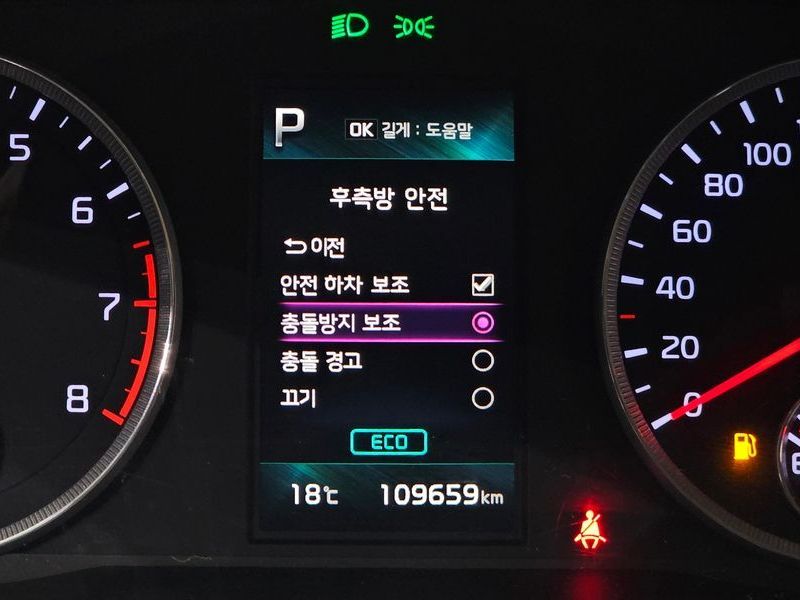 P OK 길게 : 도움말
후측방 안전
이전
안전 하차 보조
충돌방지 보조
충돌 경고
끄기
ECO
18℃ 109659km
5
6
7
8
100
80
60
40
20
0